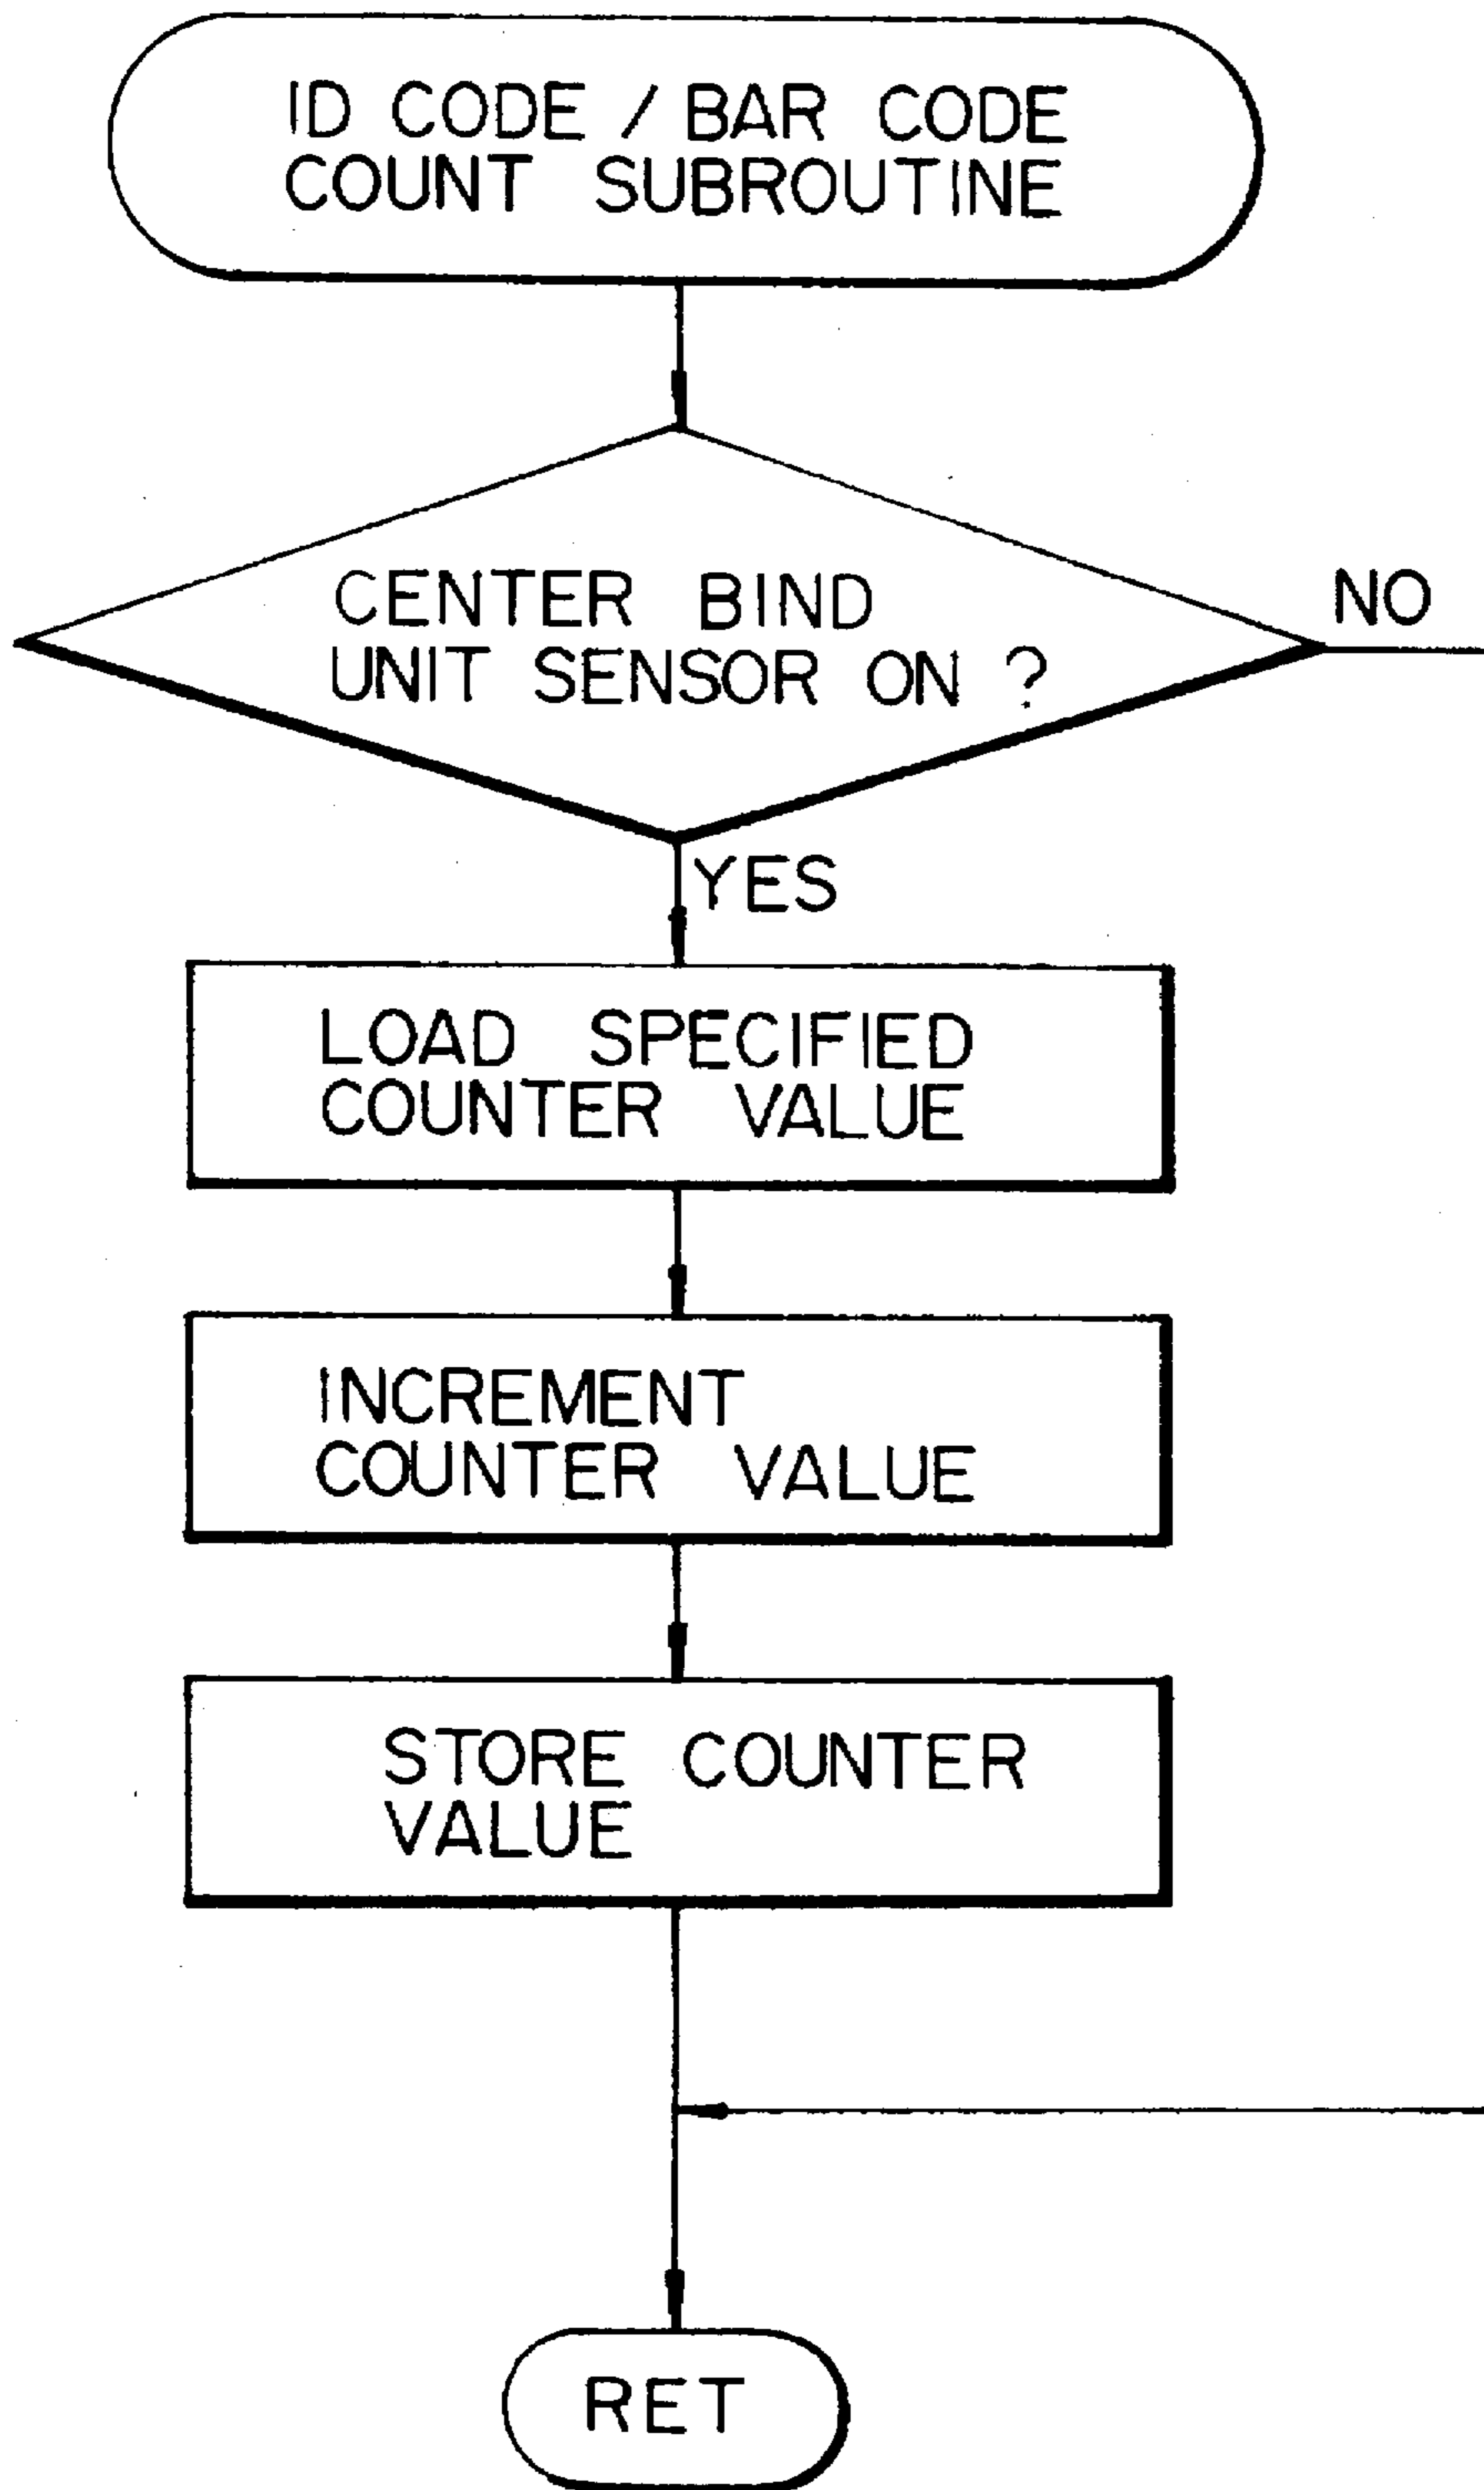 ID CODE / BAR CODE
COUNT SUBROUTINE
CENTER BIND
UNIT SENSOR ON ?
NO
YES
LOAD SPECIFIED
COUNTER VALUE
INCREMENT
COUNTER VALUE
STORE COUNTER
VALUE
RET